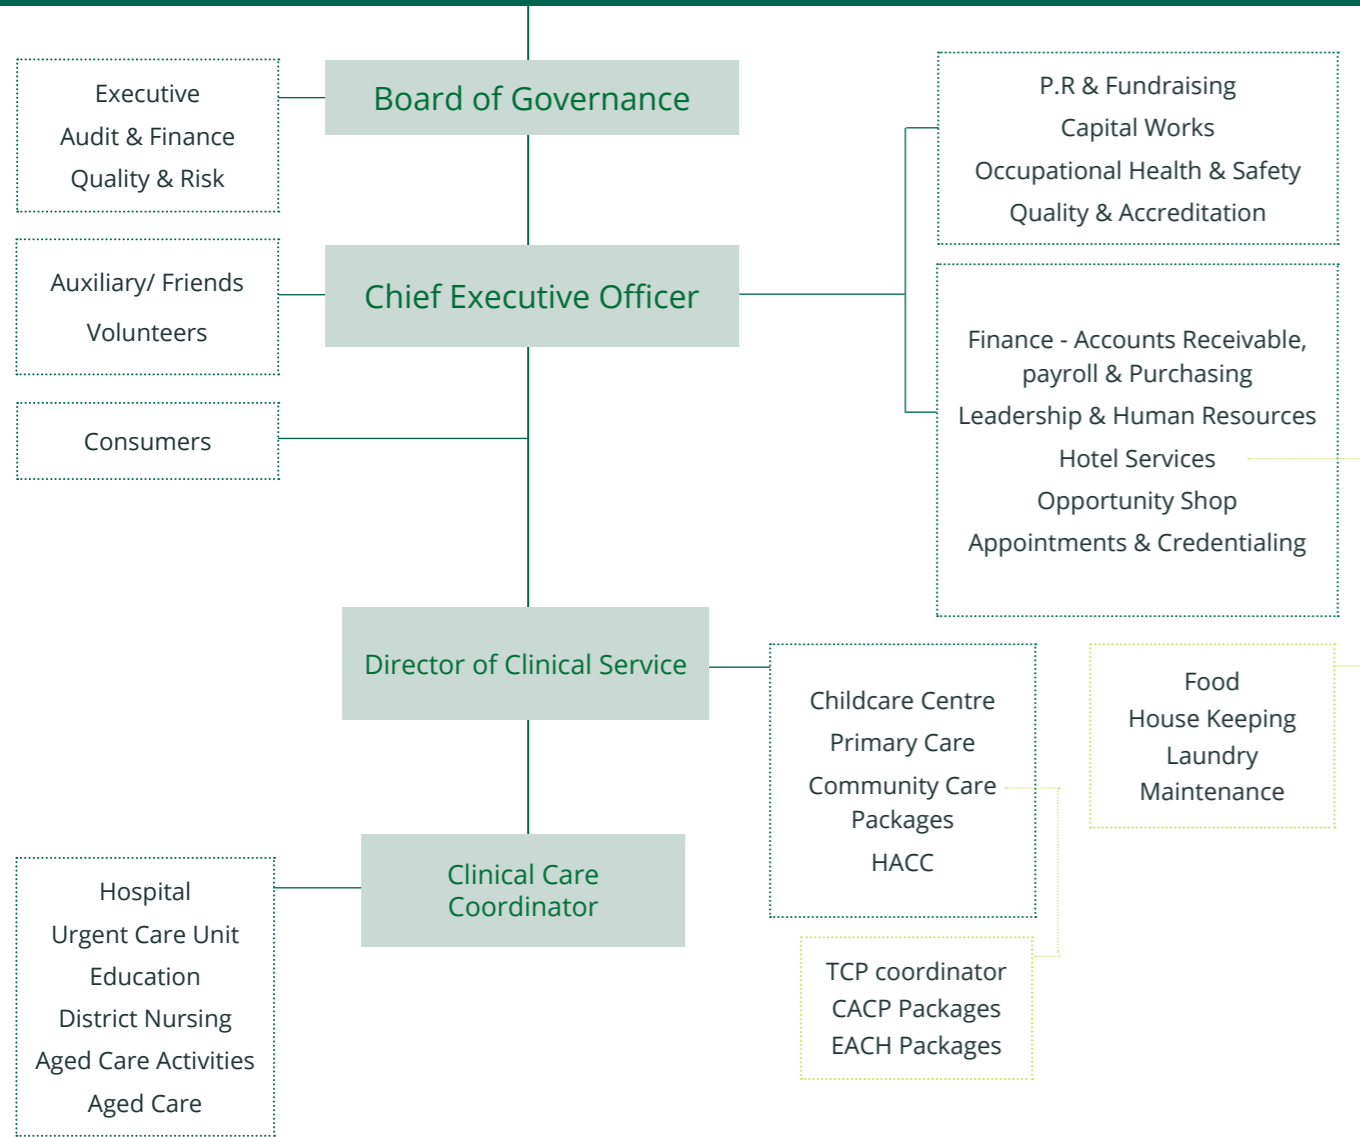 Executive
Audit & Finance
Quality & Risk
Board of Governance
P.R & Fundraising
Capital Works
Occupational Health & Safety
Quality & Accreditation
Auxiliary/ Friends
Volunteers
Chief Executive Officer
Finance - Accounts Receivable,
payroll & Purchasing
Leadership & Human Resources
Hotel Services
Opportunity Shop
Appointments & Credentialing
Consumers
Director of Clinical Service
Childcare Centre
Primary Care
Community Care
Packages
HACC
Food
House Keeping
Laundry
Maintenance
Clinical Care
Coordinator
Hospital
Urgent Care Unit
Education
District Nursing
Aged Care Activities
Aged Care
TCP coordinator
CACP Packages
EACH Packages